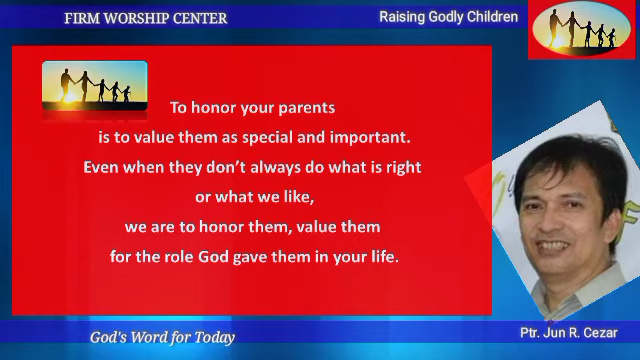 FIRM WORSHIP CENTER
Raising Godly Children
To honor your parents
is to value them as special and important.
Even when they don't always do what is right
or what we like,
we are to honor them, value them
for the role God gave them in your life.
God's Word for Today
Ptr. Jun R. Cezar